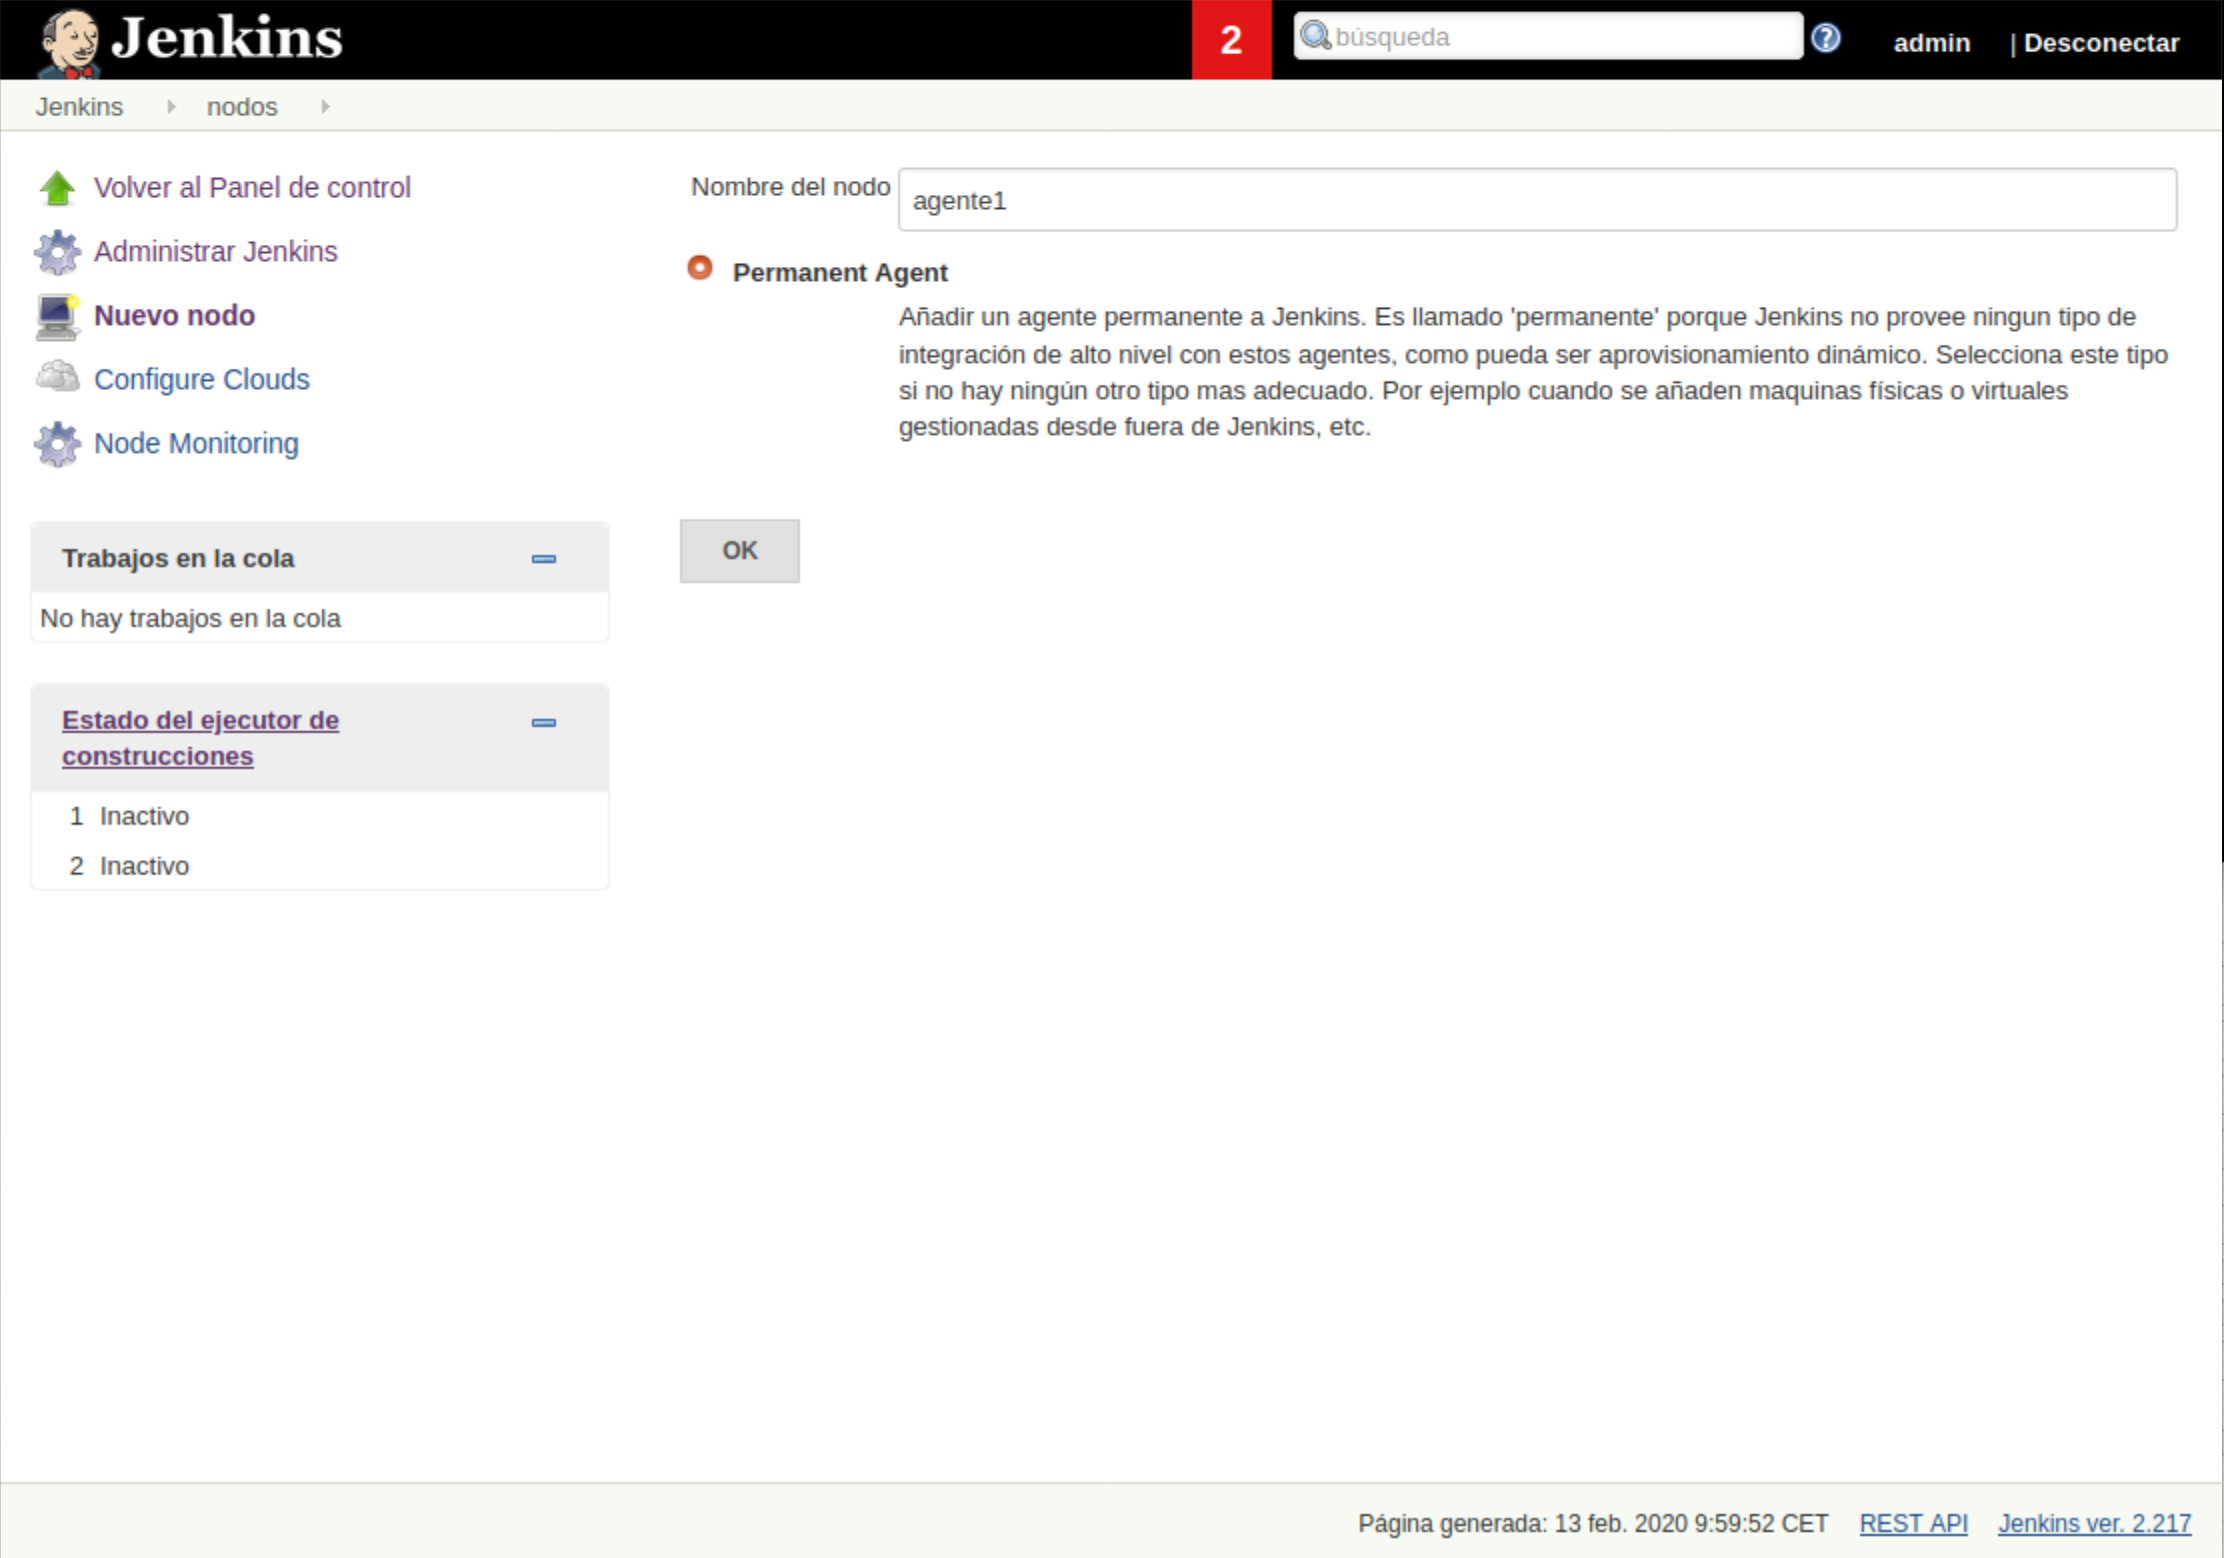 Jenkins
2
búsqueda
admin
| Desconectar
Jenkins
nodos
Volver al Panel de control
Administrar Jenkins
Nuevo nodo
Configure Clouds
Node Monitoring
Trabajos en la cola
No hay trabajos en la cola
Estado del ejecutor de
construcciones
1 Inactivo
2 Inactivo
Nombre del nodo
agente1
Permanent Agent
Añadir un agente permanente a Jenkins. Es llamado 'permanente' porque Jenkins no provee ningun tipo de
integración de alto nivel con estos agentes, como pueda ser aprovisionamiento dinámico. Selecciona este tipo
si no hay ningún otro tipo mas adecuado. Por ejemplo cuando se añaden maquinas físicas o virtuales
gestionadas desde fuera de Jenkins, etc.
OK
Página generada: 13 feb. 2020 9:59:52 CET
REST API
Jenkins ver. 2.217